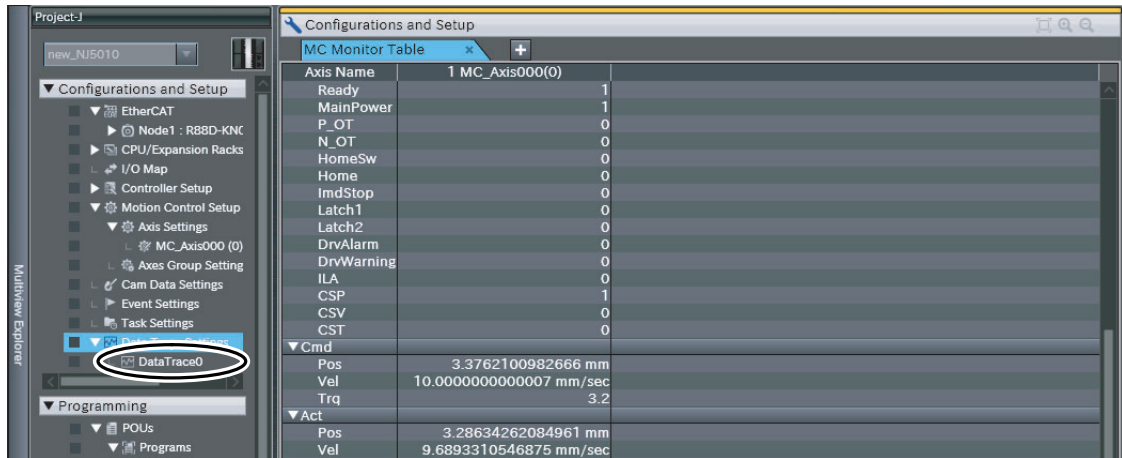 Project-J
new_NJ5010
Configurations and Setup
EtherCAT
Node1 : R88D-KNC
CPU/Expansion Racks
I/O Map
Controller Setup
Motion Control Setup
Axis Settings
MC_Axis000 (0)
Axes Group Setting
Cam Data Settings
Event Settings
Task Settings
DataTrace0
Programming
POUs
Programs
Multiview Explorer
Configurations and Setup
MC Monitor Table
Axis Name 1 MC_Axis000(0)
Ready 1
MainPower 1
P_OT 0
N_OT 0
HomeSw 0
Home 0
ImdStop 0
Latch1 0
Latch2 0
DrvAlarm 0
DrvWarning 0
ILA 0
CSP 1
CSV 0
CST 0
Cmd
Pos 3.3762100982666 mm
Vel 10.0000000000007 mm/sec
Trq 3.2
Act
Pos 3.28634262084961 mm
Vel 9.6893310546875 mm/sec